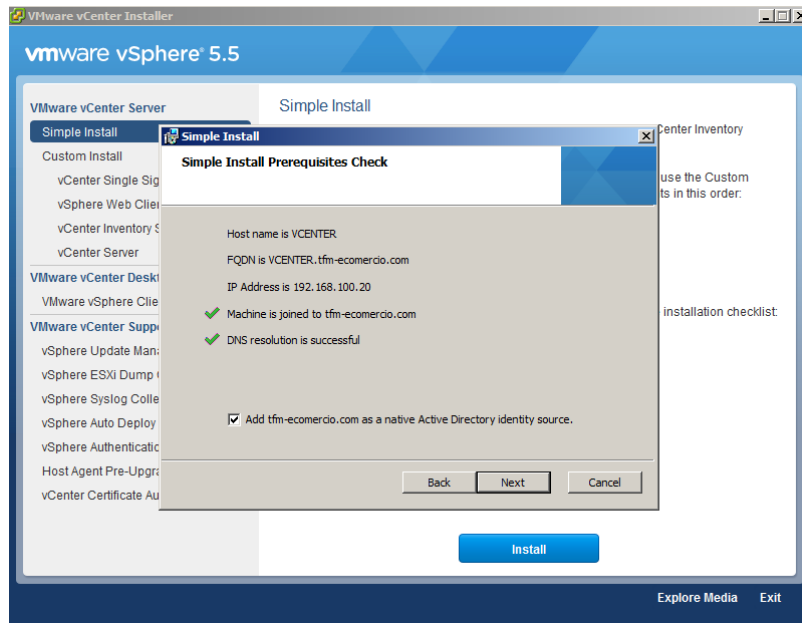 VMware vCenter Installer
vmware vSphere® 5.5
VMware vCenter Server
Simple Install
Custom Install
vCenter Single Sig
vSphere Web Clie
vCenter Inventory S
vCenter Server
VMware vCenter Deskt
VMware vSphere Clie
VMware vCenter Suppo
vSphere Update Man
vSphere ESXi Dump
vSphere Syslog Colle
vSphere Auto Deploy
vSphere Authenticatio
Host Agent Pre-Upgra
vCenter Certificate Au
Simple Install
Center Inventory
use the Custom
ts in this order:
installation checklist:
Simple Install
Simple Install Prerequisites Check
Host name is VCENTER
FQDN is VCENTER.tfm-ecomercio.com
IP Address is 192.168.100.20
Machine is joined to tfm-ecomercio.com
DNS resolution is successful
Add tfm-ecomercio.com as a native Active Directory identity source.
Back
Next
Cancel
Install
Explore Media
Exit